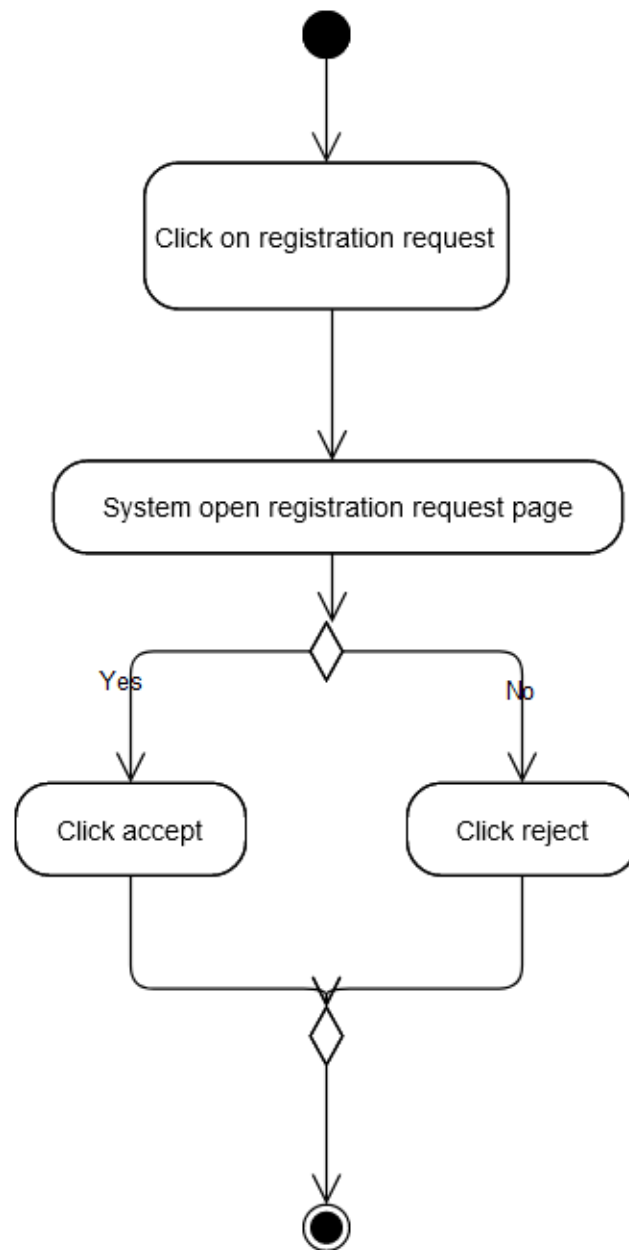 Click on registration request
System open registration request page
Yes
No
Click accept
Click reject